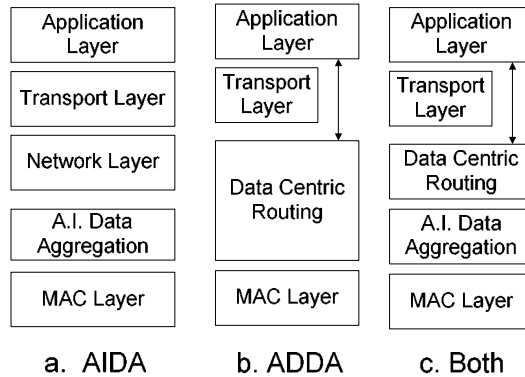 Application
Layer
Transport Layer
Network Layer
A.I. Data
Aggregation
MAC Layer
a. AIDA
Application
Layer
Transport
Layer
Data Centric
Routing
MAC Layer
b. ADDA
Application
Layer
Transport
Layer
Data Centric
Routing
A.I. Data
Aggregation
MAC Layer
c. Both